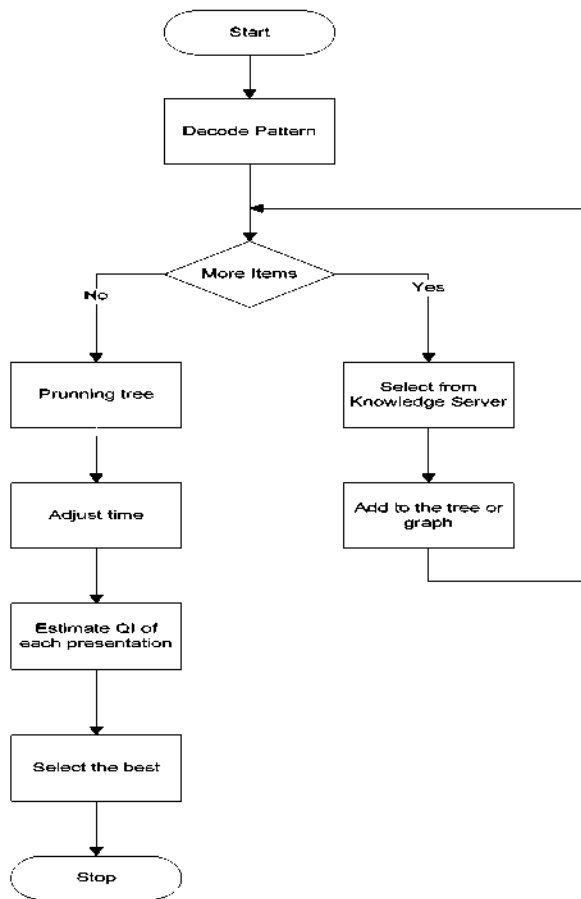 Start
Decode Pattern
More Items
No
Yes
Prunning tree
Select from
Knowledge Server
Adjust time
Add to the tree or
graph
Estimate QI of
each presentation
Select the best
Stop